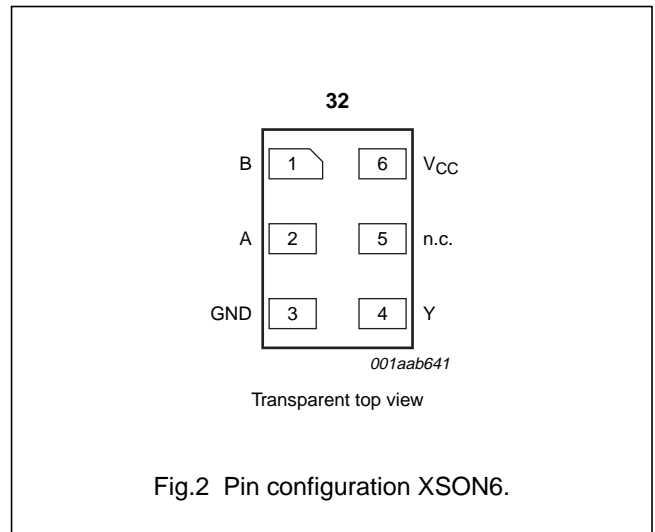 32
B 1 6 VCC
A 2 5 n.c.
GND 3 4 Y
001aab641
Transparent top view
Fig.2 Pin configuration XSON6.